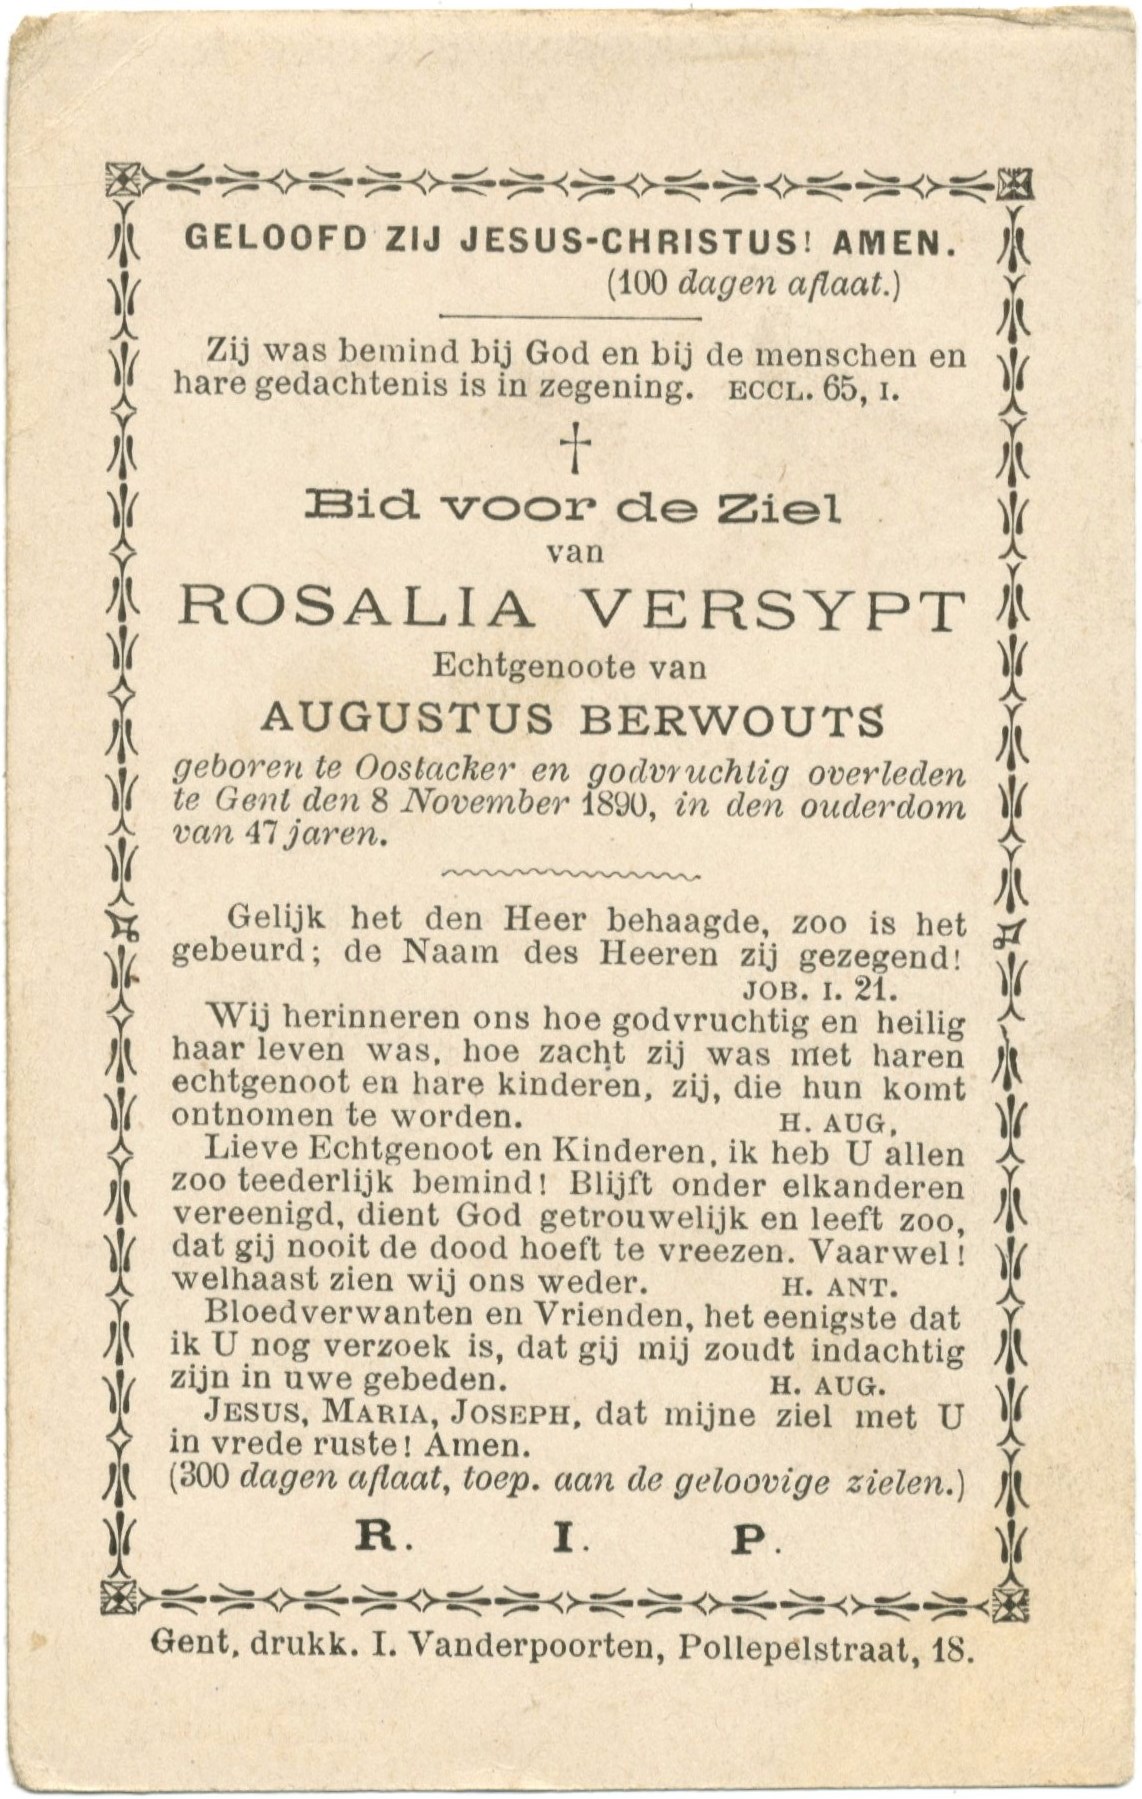 GELOOFD ZIJ JESUS-CHRISTUS! AMEN.
(100 dagen aflaat.)
Zij was bemind bij God en bij de menschen en
hare gedachtenis is in zegening. ECCL. 65, I.
Bid voor de Ziel
van
ROSALIA VERSYPT
Echtgenoote van
AUGUSTUS BERWOUTS
geboren te Oostacker en godvruchtig overleden
te Gent den 8 November 1890, in den ouderdom
van 47 jaren.
Gelijk het den Heer behaagde, zoo is het
gebeurd; de Naam des Heeren zij gezegend!
JOB. I. 21.
Wij herinneren ons hoe godvruchtig en heilig
haar leven was, hoe zacht zij was met haren
echtgenoot en hare kinderen, zij, die hun komt
ontnomen te worden. H. AUG.
Lieve Echtgenoot en Kinderen, ik heb U allen
zoo teederlijk bemind! Blijft onder elkanderen
vereenigd, dient God getrouwelijk en leeft zoo,
dat gij nooit de dood hoeft te vreezen. Vaarwel!
welhaast zien wij ons weder. H. ANT.
Bloedverwanten en Vrienden, het eenigste dat
ik U nog verzoek is, dat gij mij zoudt indachtig
zijn in uwe gebeden. H. AUG.
JESUS, MARIA, JOSEPH, dat mijne ziel met U
in vrede ruste! Amen.
(300 dagen aflaat, toep. aan de geloovige zielen.)
R. I. P.
Gent, drukk. I. Vanderpoorten, Pollepelstraat, 18.